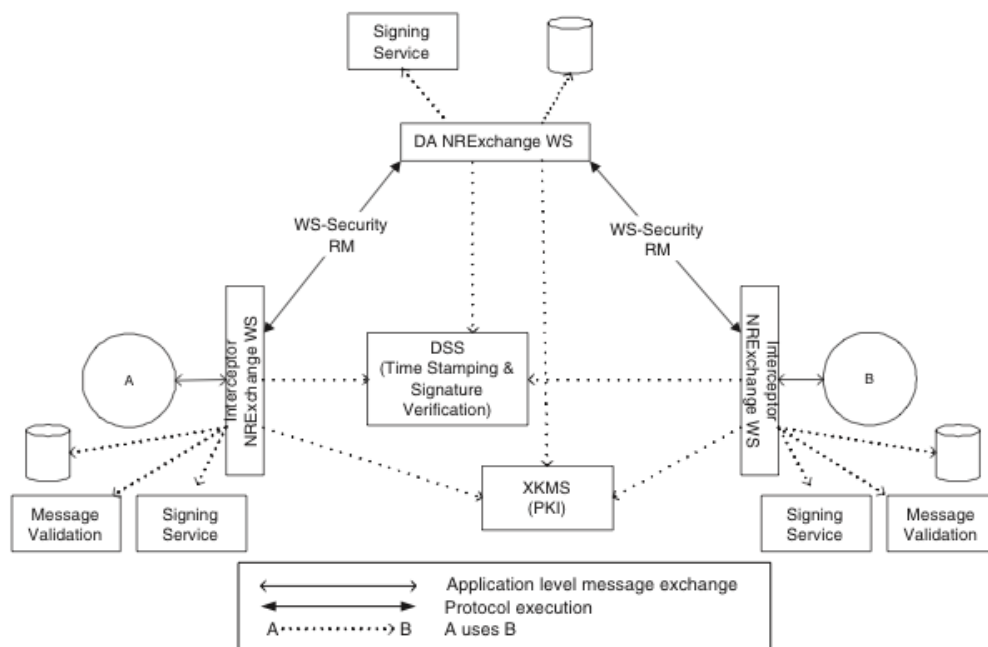 Signing
Service
DA NRExchange WS
WS-Security
RM
WS-Security
RM
Interceptor
NRExchange WS
A
DSS
(Time Stamping &
Signature
Verification)
Interceptor
NRExchange WS
B
XKMS
(PKI)
Message
Validation
Signing
Service
Signing
Service
Message
Validation
Application level message exchange
Protocol execution
A B A uses B